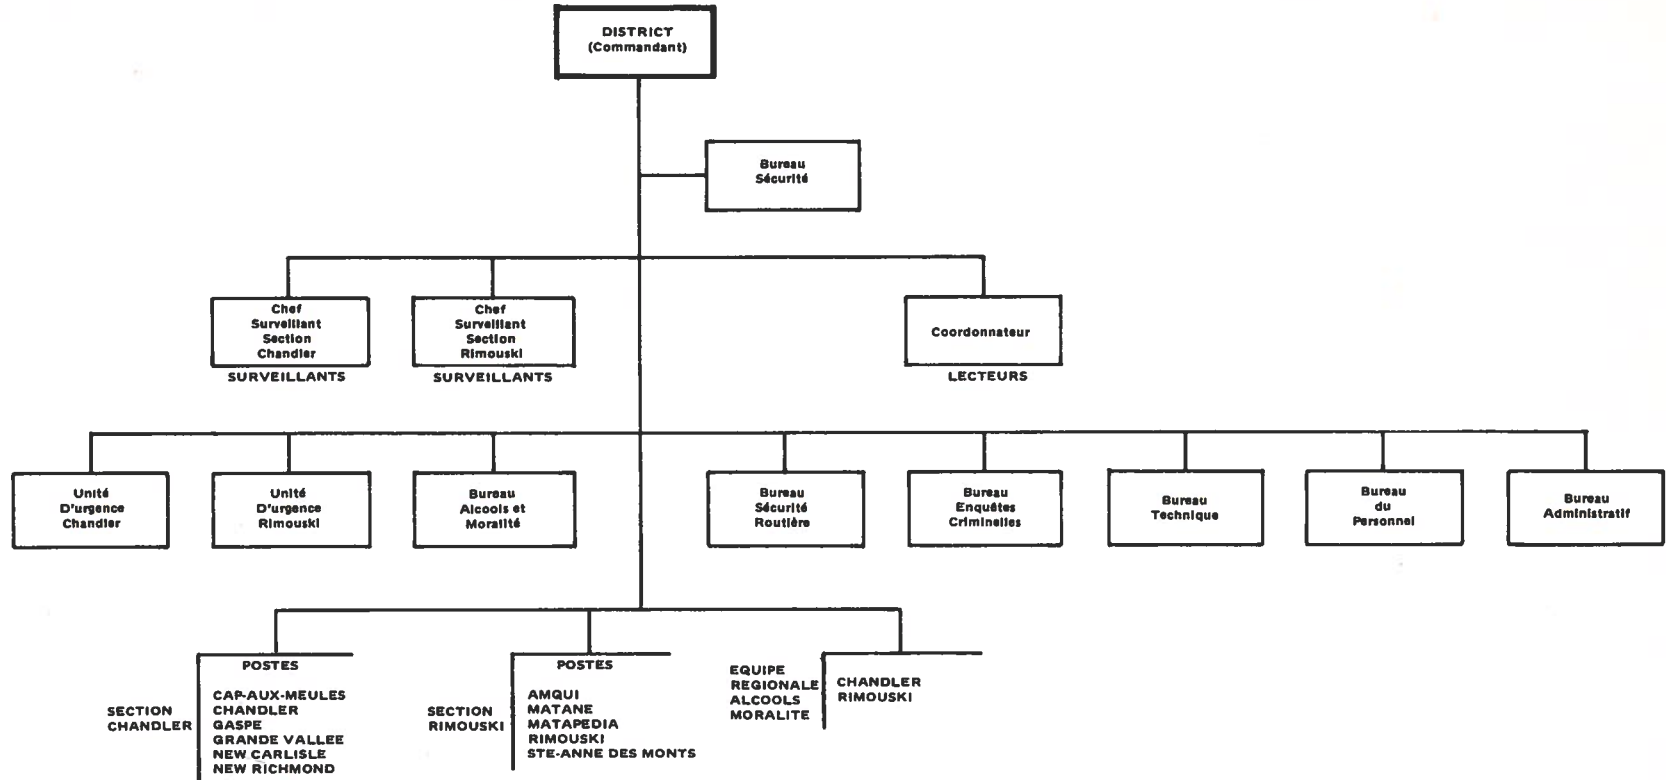 DISTRICT
(Commandant)
Bureau
Sécurité
Chef
Surveillant
Section
Chandler
SURVEILLANTS
Chef
Surveillant
Section
Rimouski
SURVEILLANTS
Coordonnateur
LECTEURS
Unité
D'urgence
Chandler
Unité
D'urgence
Rimouski
Bureau
Alcools et
Moralité
Bureau
Sécurité
Routière
Bureau
Enquêtes
Criminelles
Bureau
Technique
Bureau
du
Personnel
Bureau
Administratif
SECTION
CHANDLER
POSTES
CAP-AUX-MEULES
CHANDLER
GASPE
GRANDE VALLEE
NEW CARLISLE
NEW RICHMOND
SECTION
RIMOUSKI
POSTES
AMQUI
MATANE
MATAPEDIA
RIMOUSKI
STE-ANNE DES MONTS
EQUIPE
REGIONALE
ALCOOLS
MORALITE
CHANDLER
RIMOUSKI